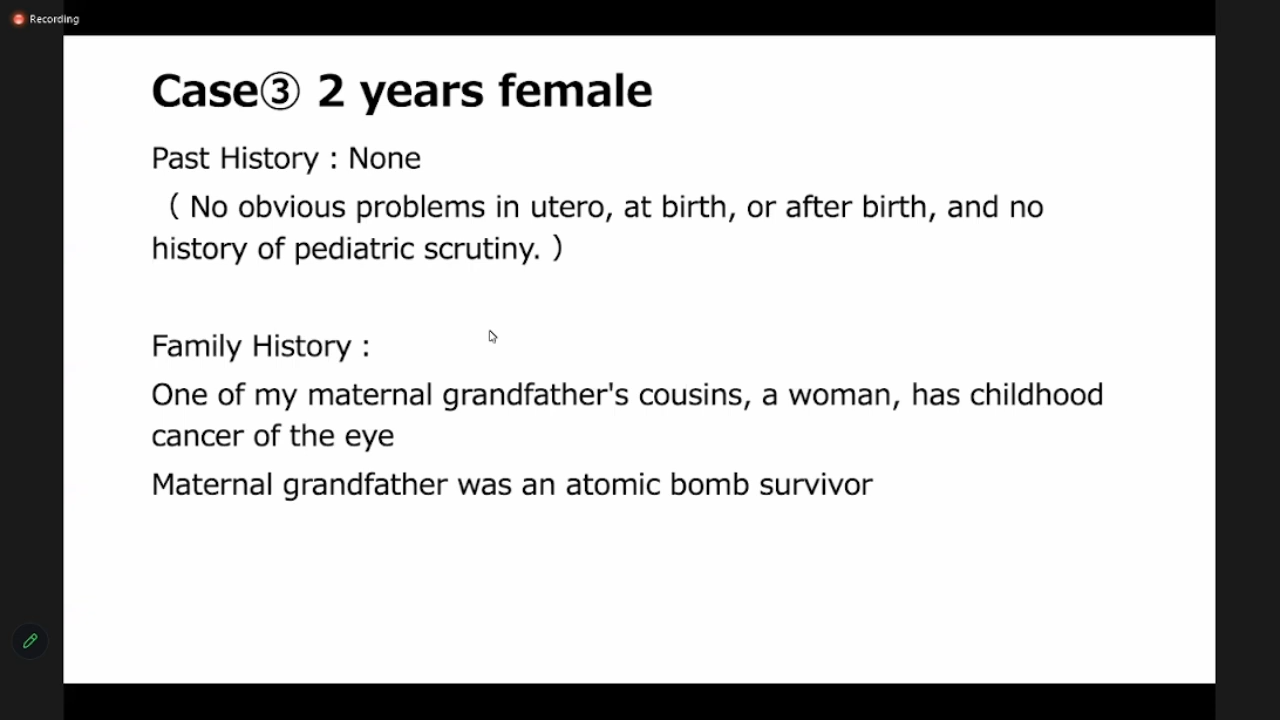 Recording
Case③ 2 years female
Past History : None
( No obvious problems in utero, at birth, or after birth, and no
history of pediatric scrutiny. )
Family History :
One of my maternal grandfather's cousins, a woman, has childhood
cancer of the eye
Maternal grandfather was an atomic bomb survivor